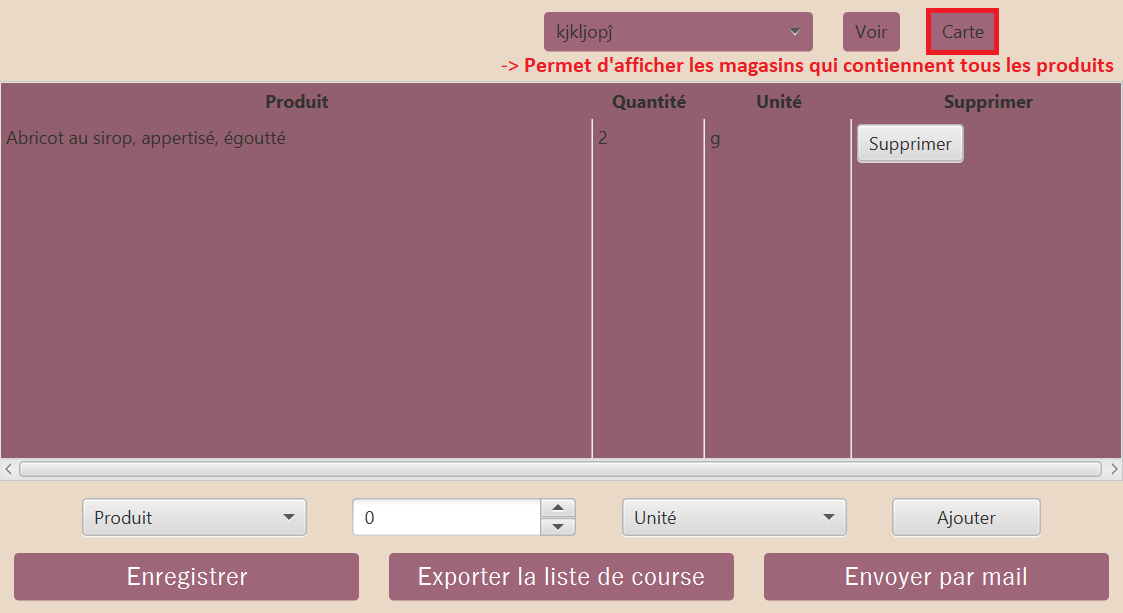 kjkljopĵ Voir Carte
-> Permet d'afficher les magasins qui contiennent tous les produits
Produit Quantité Unité Supprimer
Abricot au sirop, appertisé, égoutté 2 g Supprimer
Produit 0 Unité Ajouter
Enregistrer Exporter la liste de course Envoyer par mail